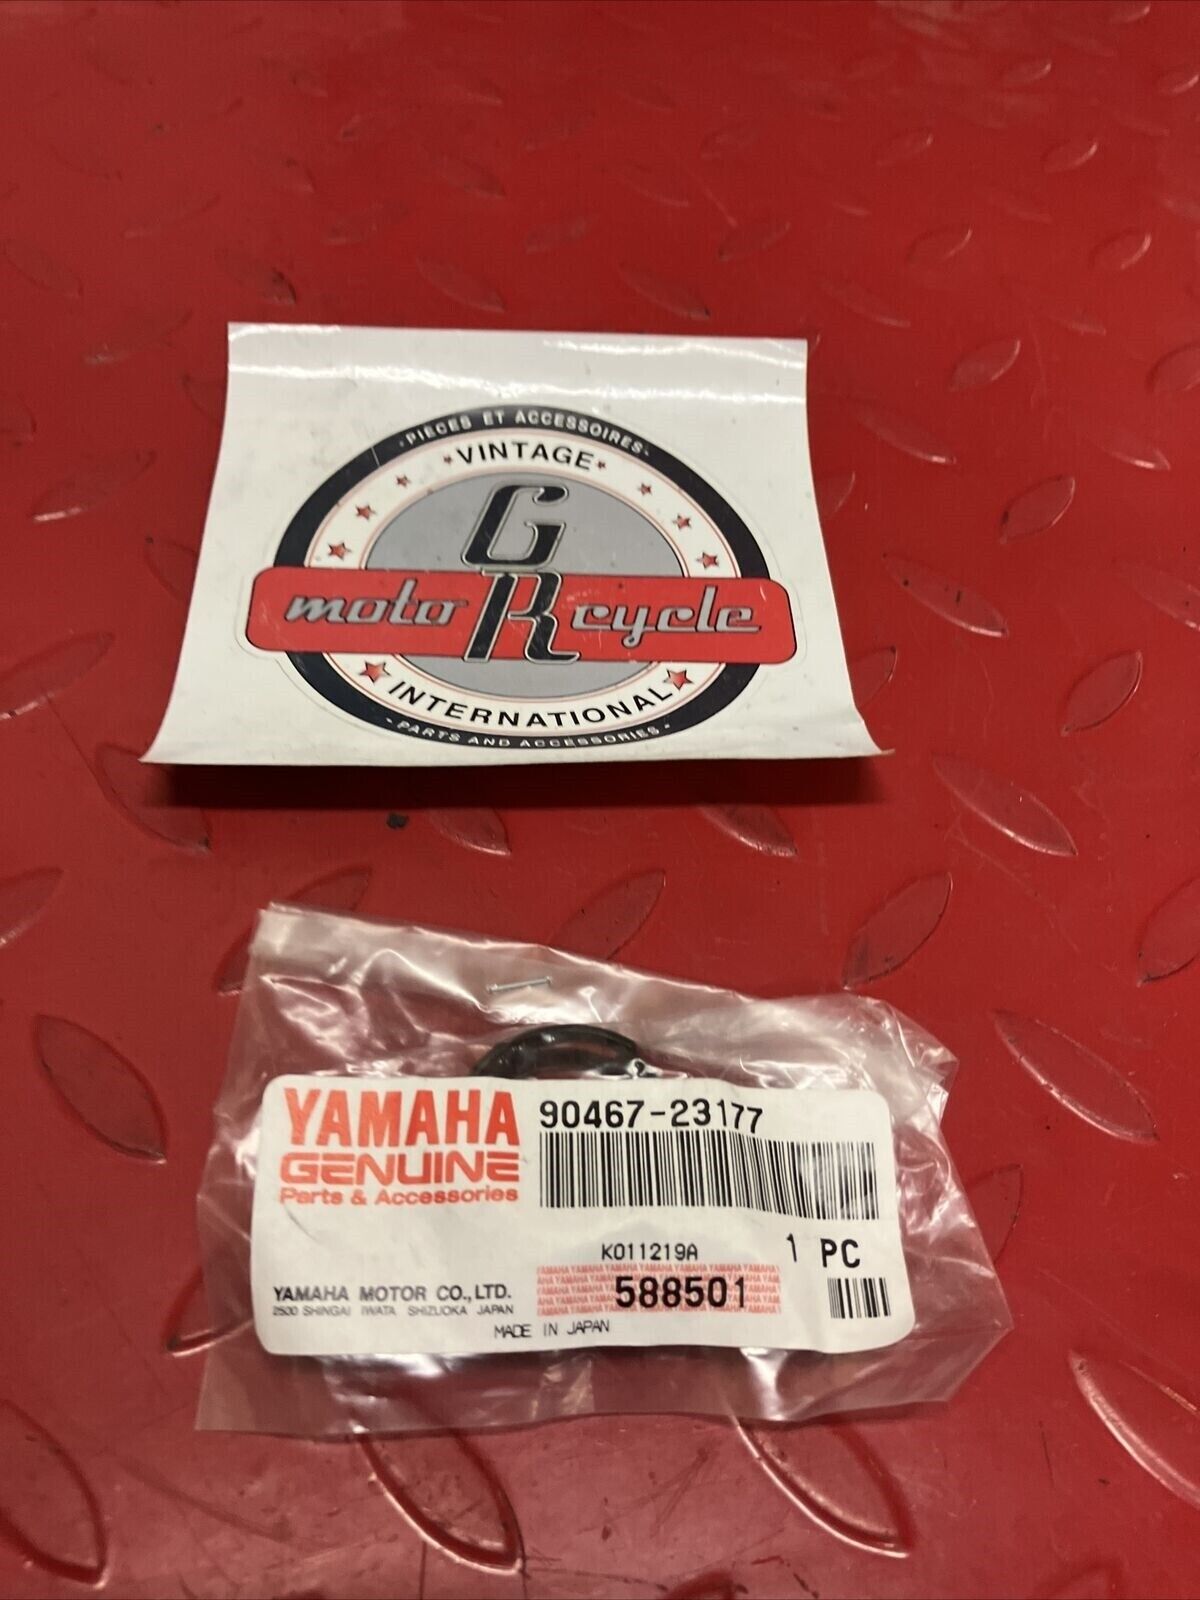 ·PIECES ET ACCESSOIRES·
VINTAGE
G
moto R cycle
INTERNATIONAL
- PARTS AND ACCESSORIES -
YAMAHA
GENUINE
Parts & Accessories
90467-23177
K011219A
1 PC
588501
YAMAHA MOTOR CO.,LTD.
2500 SHINGAI IWATA SHIZUOKA JAPAN
MADE IN JAPAN